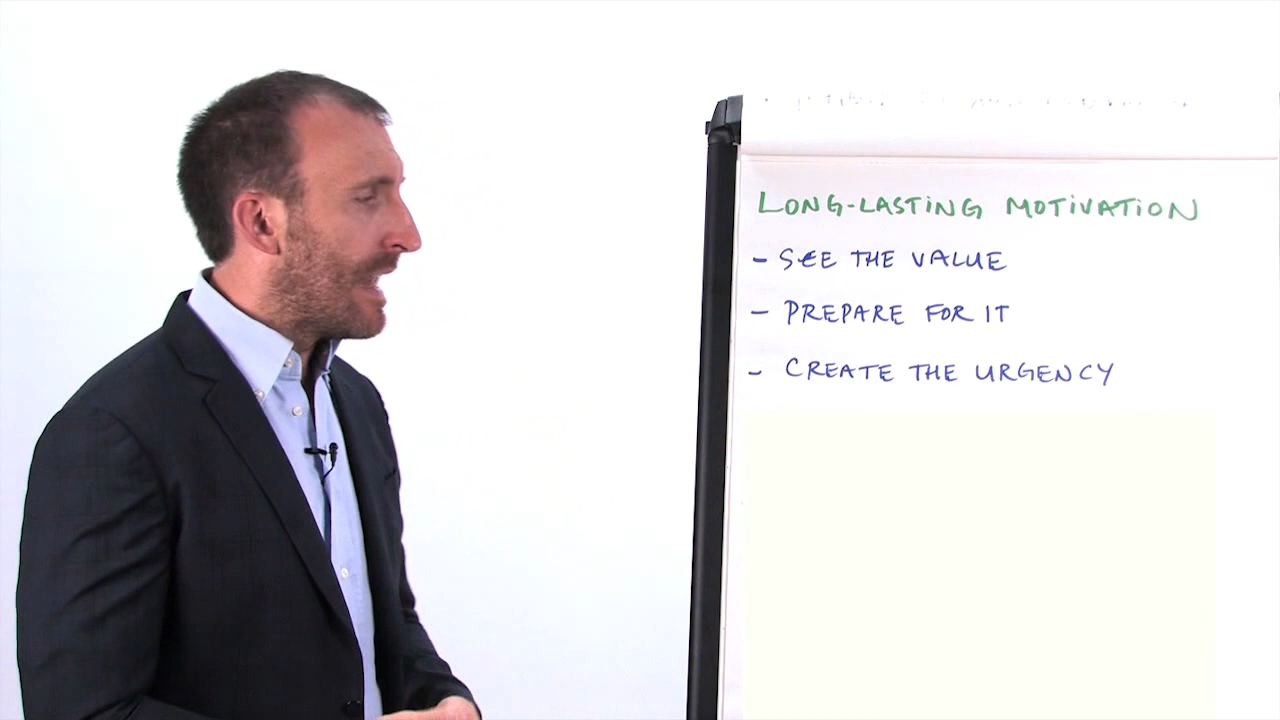 LONG-LASTING MOTIVATION
- SEE THE VALUE
- PREPARE FOR IT
- CREATE THE URGENCY